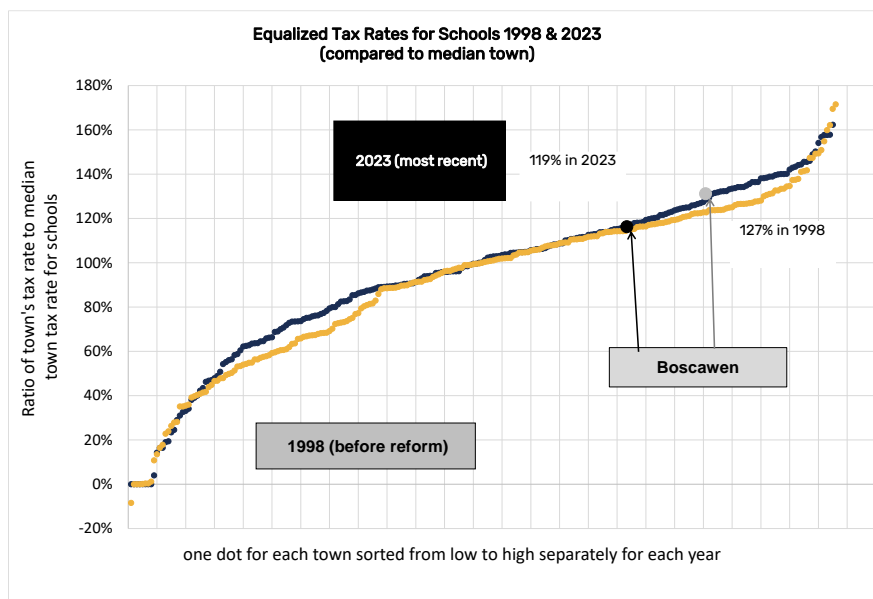 Equalized Tax Rates for Schools 1998 & 2023
(compared to median town)
180%
160%
140%
120%
100%
80%
60%
40%
20%
0%
-20%
Ratio of town's tax rate to median
town tax rate for schools
2023 (most recent)
119% in 2023
127% in 1998
Boscawen
1998 (before reform)
one dot for each town sorted from low to high separately for each year